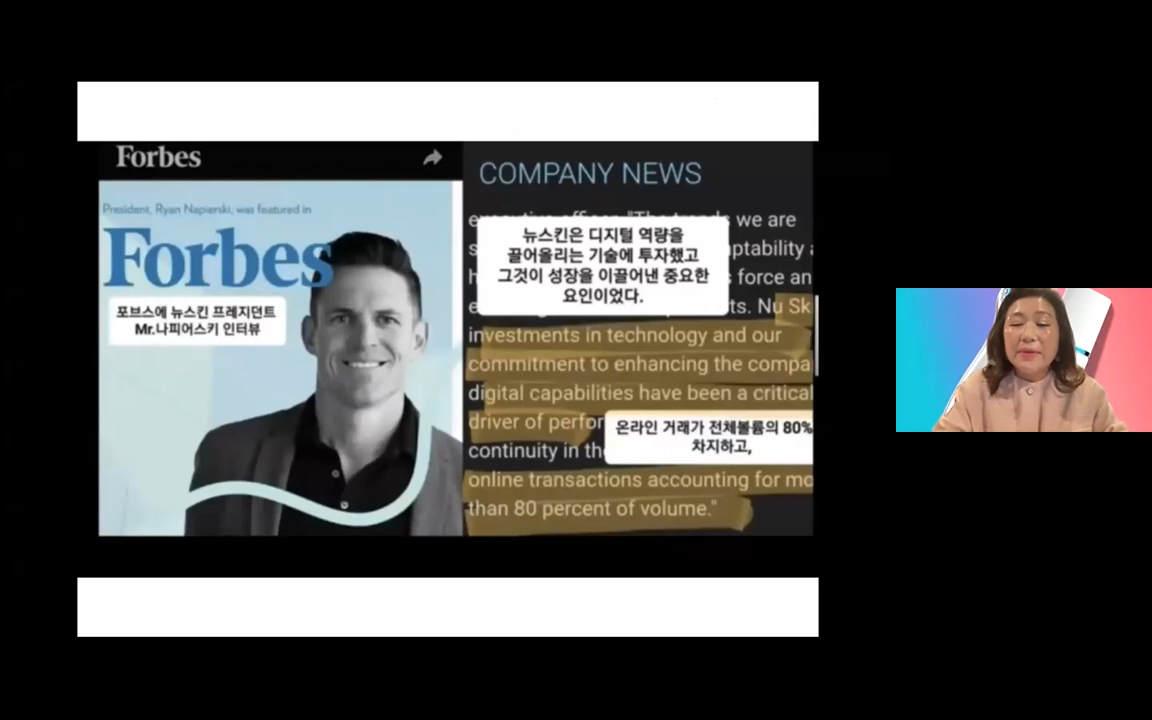 Forbes
President, Ryan Napierski, was featured in
Forbes
포브스에 뉴스킨 프레지던트
Mr.나피어스키 인터뷰
COMPANY NEWS
we are
뉴스킨은 디지털 역량을
끌어올리는 기술에 투자했고
그것이 성장을 이끌어낸 중요한
요인이었다.
force an
Nu Sk
investments in technology and our
commitment to enhancing the compa
digital capabilities have been a critical
driver of perfor
continuity in th
온라인 거래가 전체볼륨의 80%
차지하고,
online transactions accounting for mo
than 80 percent of volume."